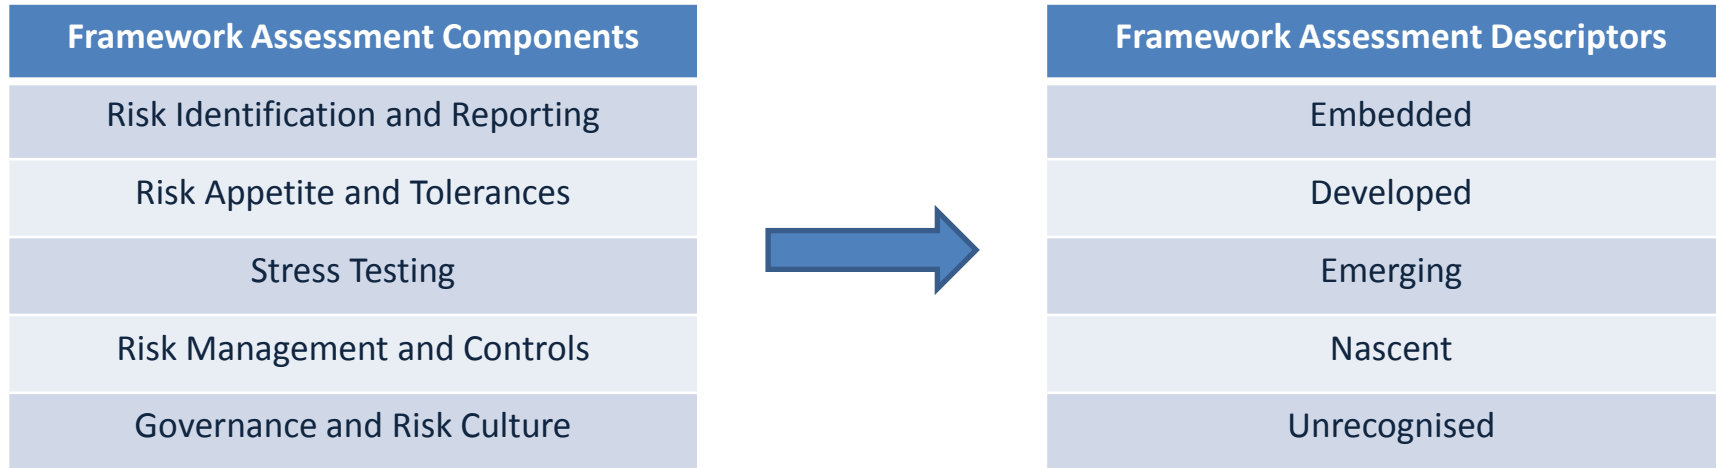 Framework Assessment Components
Risk Identification and Reporting
Risk Appetite and Tolerances
Stress Testing
Risk Management and Controls
Governance and Risk Culture
Framework Assessment Descriptors
Embedded
Developed
Emerging
Nascent
Unrecognised